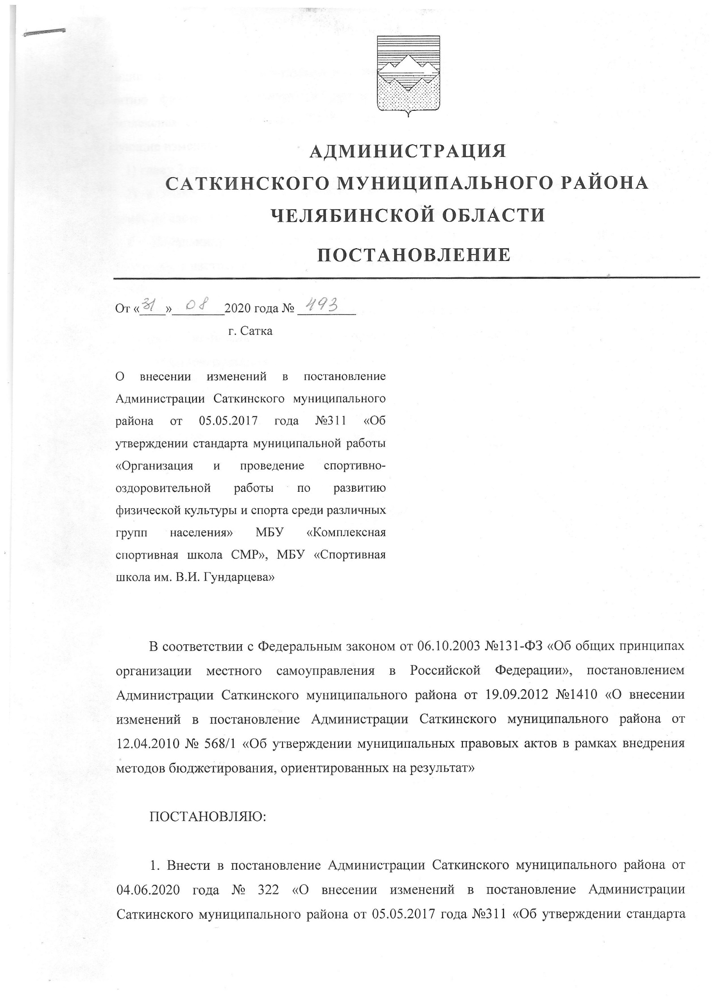 АДМИНИСТРАЦИЯ
САТКИНСКОГО МУНИЦИПАЛЬНОГО РАЙОНА
ЧЕЛЯБИНСКОЙ ОБЛАСТИ
ПОСТАНОВЛЕНИЕ
От «31» 08 2020 года № 493
г. Сатка
О внесении изменений в постановление
Администрации Саткинского муниципального
района от 05.05.2017 года №311 «Об
утверждении стандарта муниципальной работы
«Организация и проведение спортивно-
оздоровительной работы по развитию
физической культуры и спорта среди различных
групп населения» МБУ «Комплексная
спортивная школа СМР», МБУ «Спортивная
школа им. В.И. Гундарцева»
В соответствии с Федеральным законом от 06.10.2003 №131-ФЗ «Об общих принципах
организации местного самоуправления в Российской Федерации», постановлением
Администрации Саткинского муниципального района от 19.09.2012 №1410 «О внесении
изменений в постановление Администрации Саткинского муниципального района от
12.04.2010 № 568/1 «Об утверждении муниципальных правовых актов в рамках внедрения
методов бюджетирования, ориентированных на результат»
ПОСТАНОВЛЯЮ:
1. Внести в постановление Администрации Саткинского муниципального района от
04.06.2020 года № 322 «О внесении изменений в постановление Администрации
Саткинского муниципального района от 05.05.2017 года №311 «Об утверждении стандарта